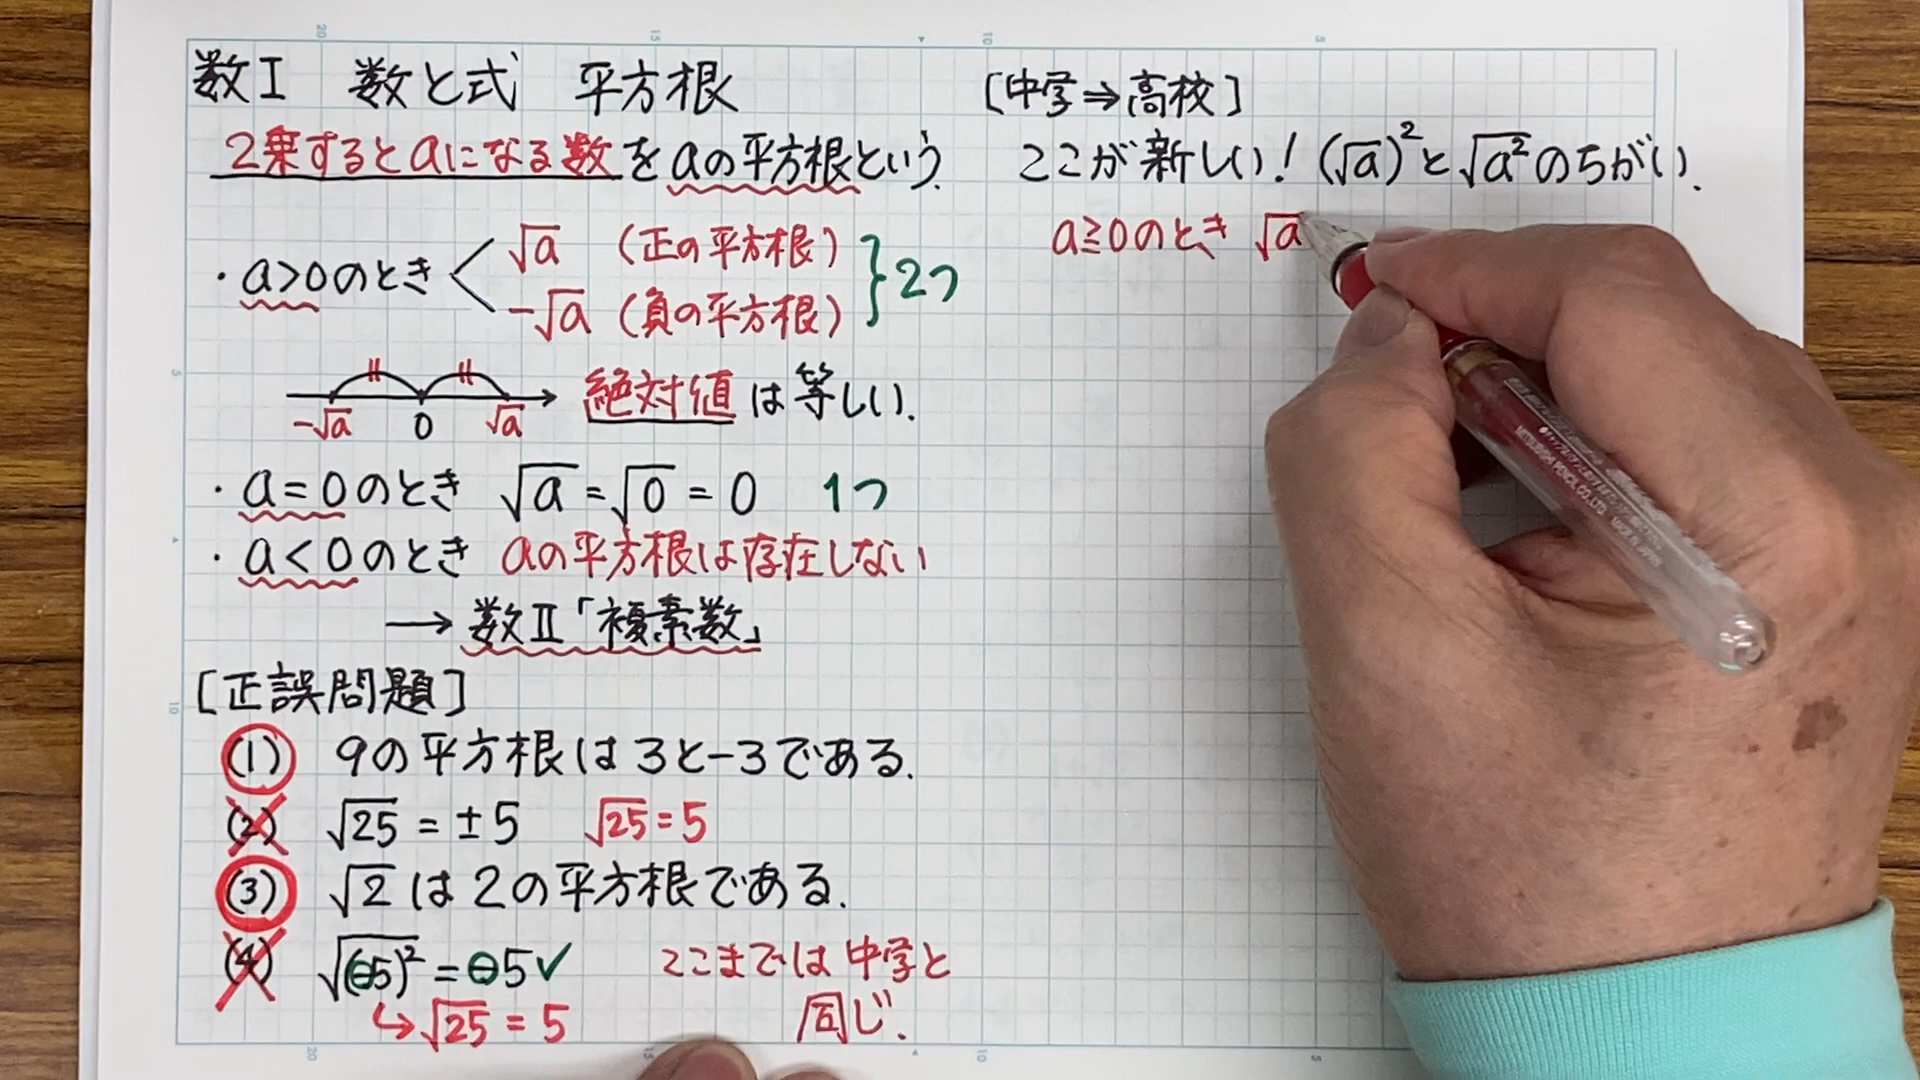 数I 数と式 平方根
2乗するとaになる数をaの平方根という.
・a>0のとき
√a (正の平方根)
-√a (負の平方根)
}2つ
-√a 0 √a
絶対値は等しい.
・a=0のとき √a=√0=0 1つ
・a<0のとき aの平方根は存在しない
→数Ⅱ「複素数」
[正誤問題]
(1) 9の平方根は3と-3である.
(2) √25=±5 √25=5
(3) √2は2の平方根である.
(4) √(-5)²=-5✓
↪√25=5
ここまでは中学と
同じ.
[中学⇒高校]
ここが新しい!(√a)²と√a²のちがい.
a≧0のとき √a
MITSUBISHI PENCIL CO.,LTD.